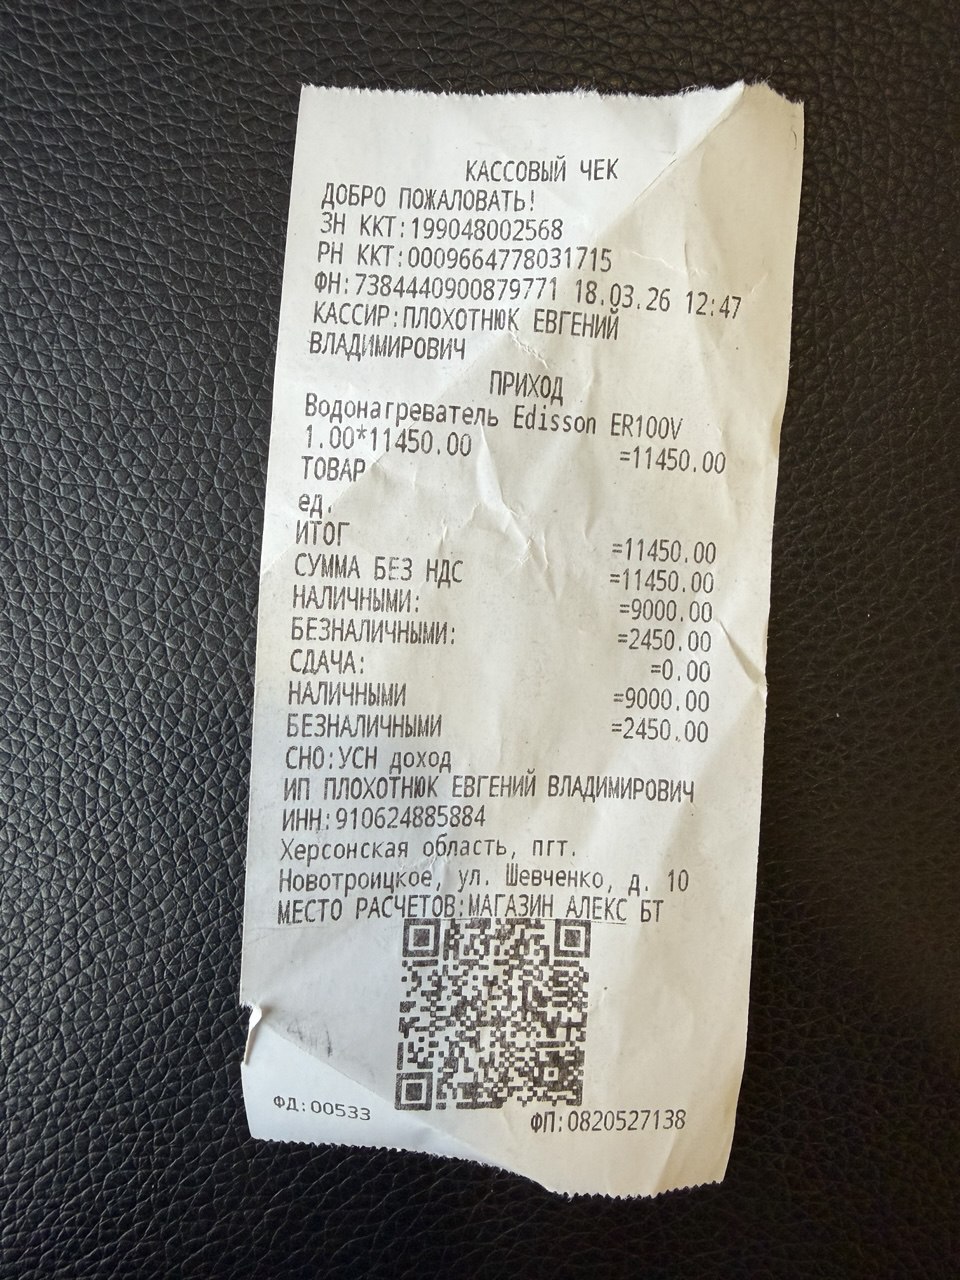 КАССОВЫЙ ЧЕК
ДОБРО ПОЖАЛОВАТЬ!
ЗН ККТ:199048002568
РН ККТ:0009664778031715
ФН:7384440900879771 18.03.26 12:47
КАССИР:ПЛОХОТНЮК ЕВГЕНИЙ
ВЛАДИМИРОВИЧ
ПРИХОД
Водонагреватель Edisson ER100V
1.00*11450.00 =11450.00
ТОВАР
ед.
ИТОГ =11450.00
СУММА БЕЗ НДС =11450.00
НАЛИЧНЫМИ: =9000.00
БЕЗНАЛИЧНЫМИ: =2450.00
СДАЧА: =0.00
НАЛИЧНЫМИ =9000.00
БЕЗНАЛИЧНЫМИ =2450.00
СНО:УСН доход
ИП ПЛОХОТНЮК ЕВГЕНИЙ ВЛАДИМИРОВИЧ
ИНН:910624885884
Херсонская область, пгт.
Новотроицкое, ул. Шевченко, д. 10
МЕСТО РАСЧЕТОВ:МАГАЗИН АЛЕКС БТ
ФД:00533 ФП:0820527138